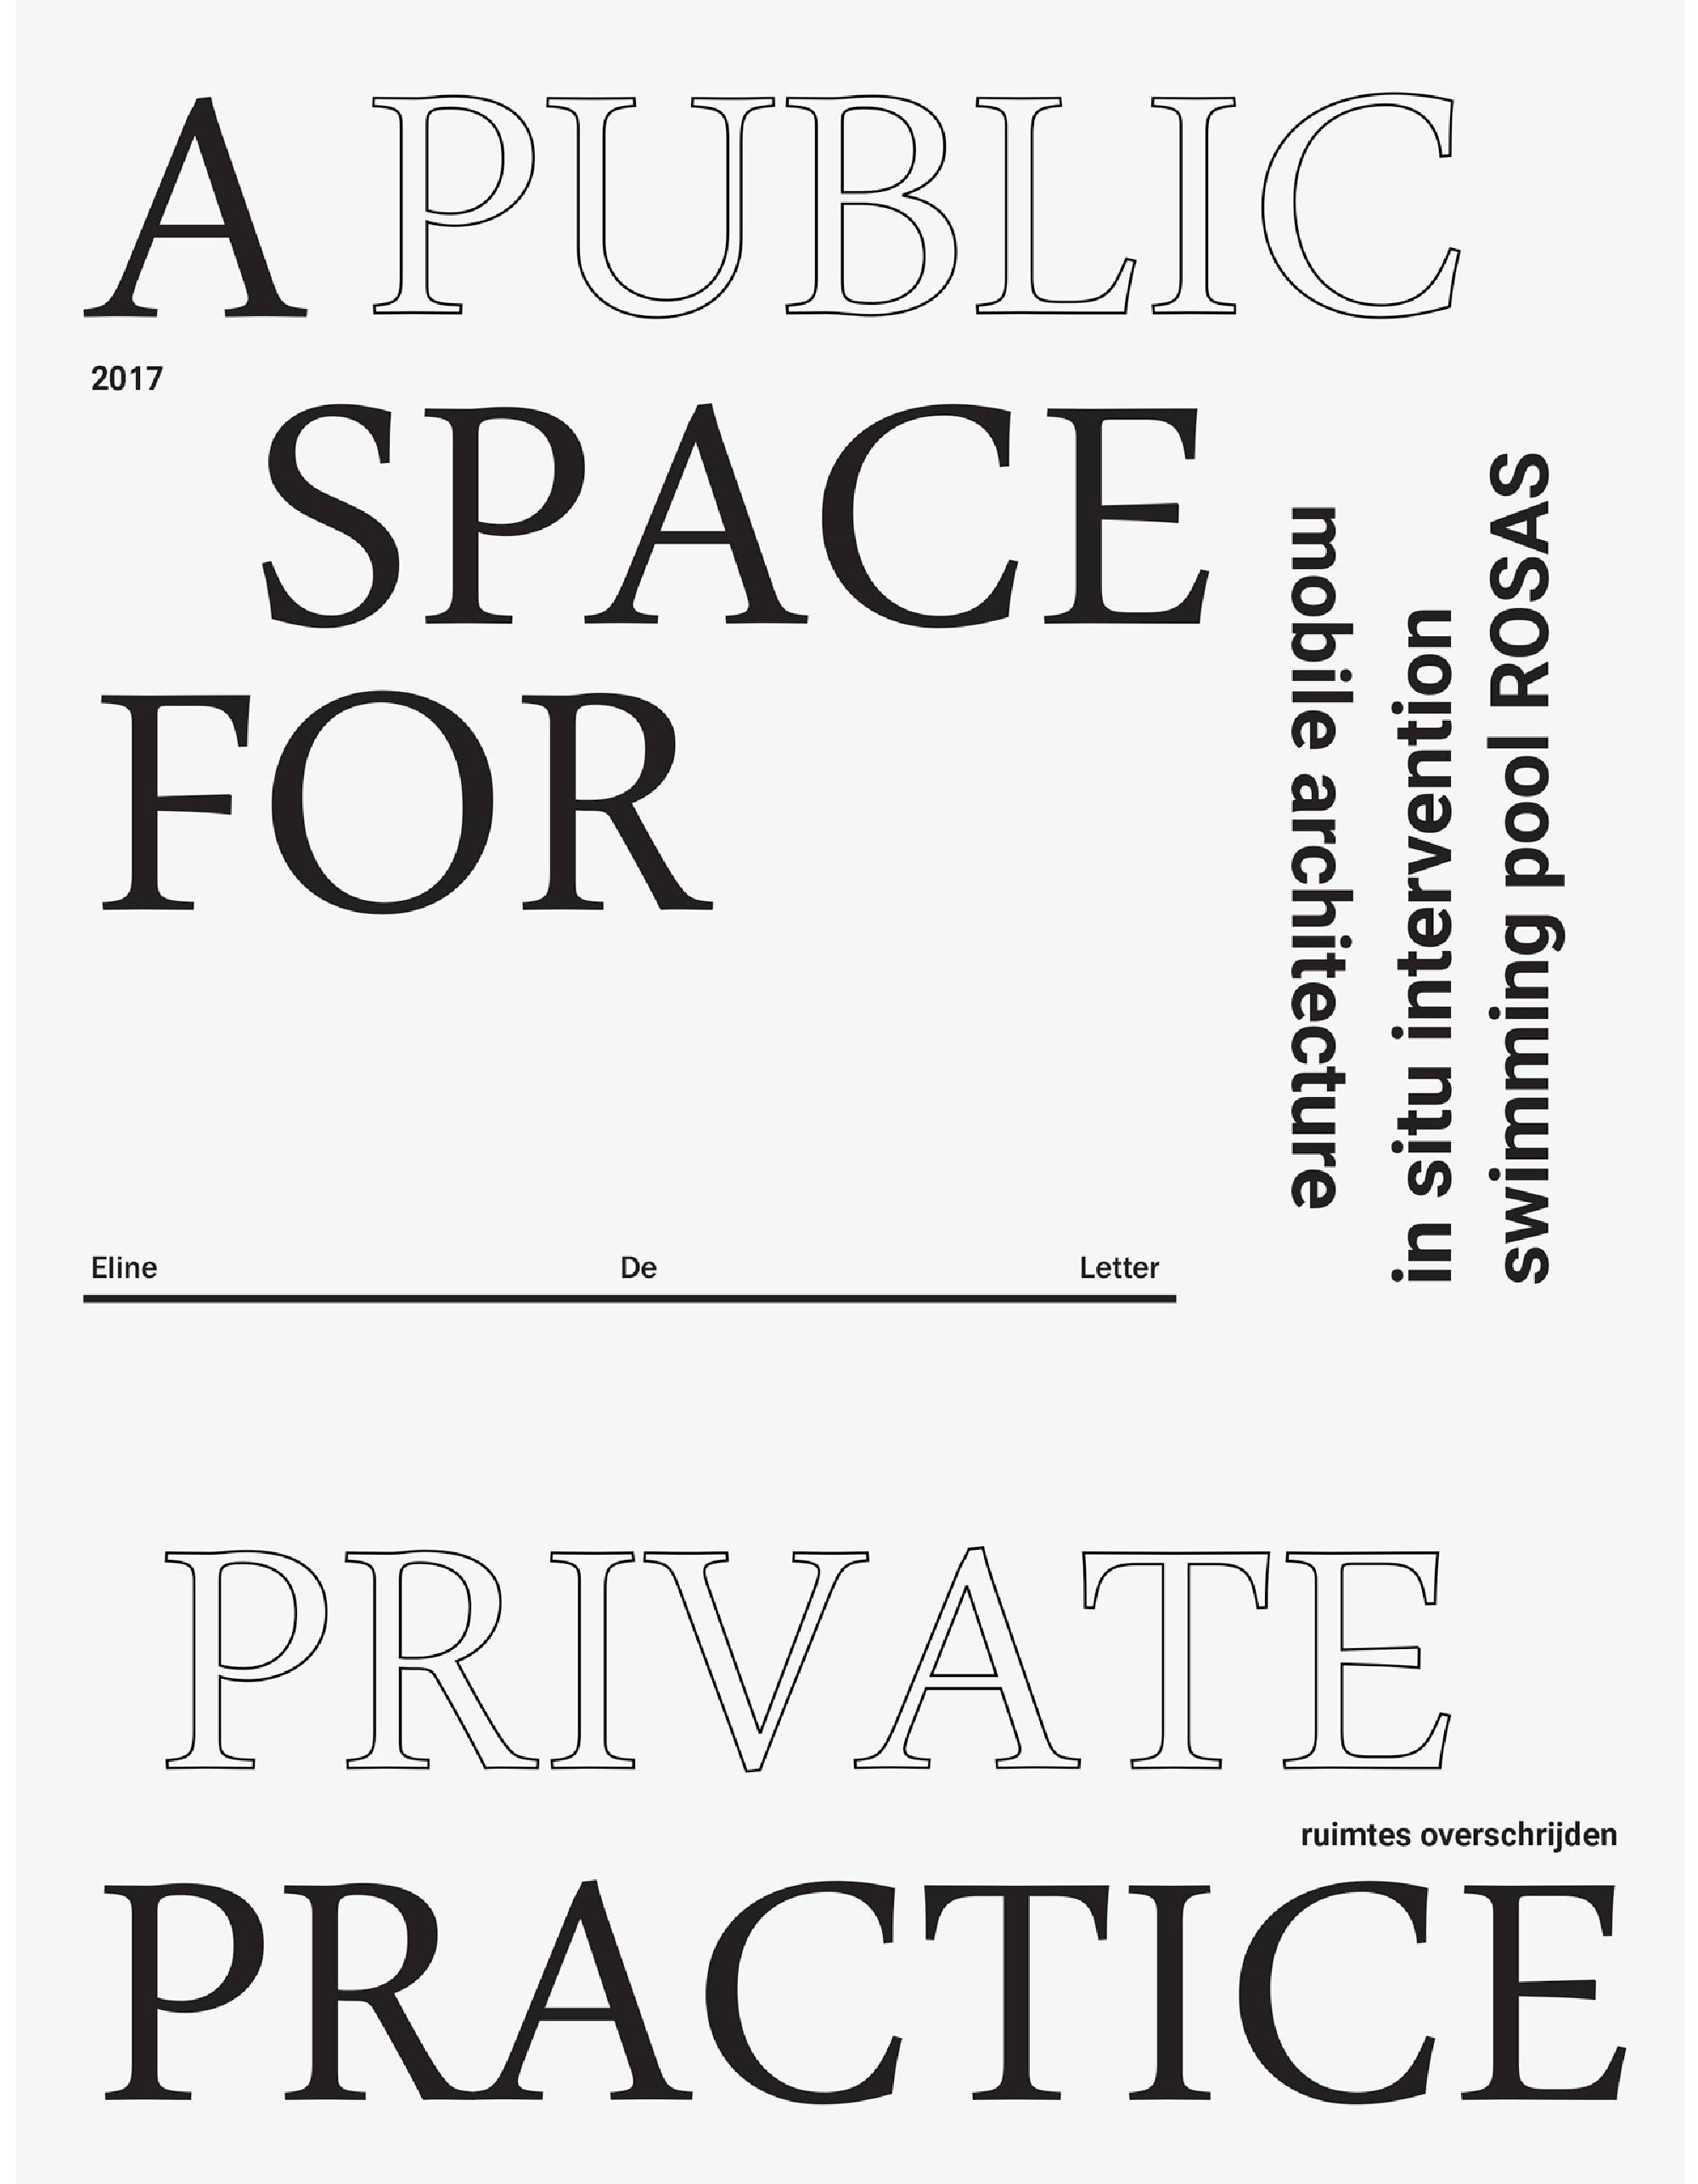 A PUBLIC
2017
SPACE
FOR
mobile architecture
in situ intervention
swimming pool ROSAS
Eline De Letter
PRIVATE
ruimtes overschrijden
PRACTICE